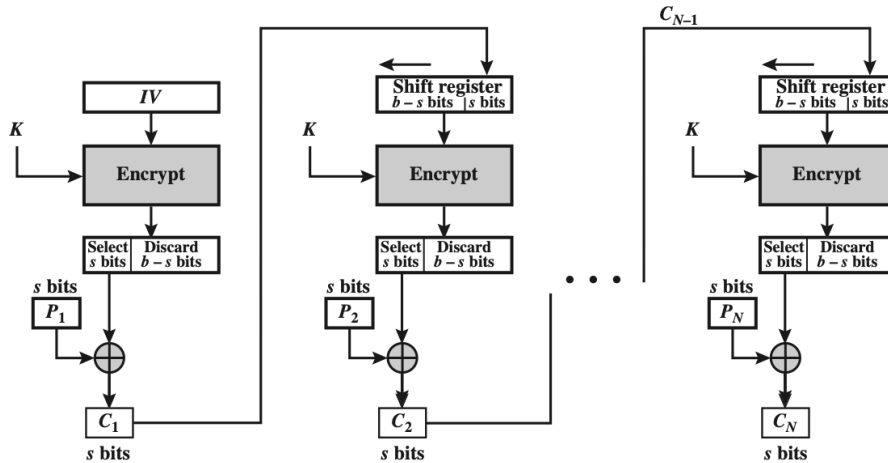 C_{N–1}
IV
K
Encrypt
Select
s bits
Discard
b – s bits
s bits
P_1
C_1
s bits
Shift register
b – s bits
s bits
K
Encrypt
Select
s bits
Discard
b – s bits
s bits
P_2
C_2
s bits
• • •
Shift register
b – s bits
s bits
K
Encrypt
Select
s bits
Discard
b – s bits
s bits
P_N
C_N
s bits